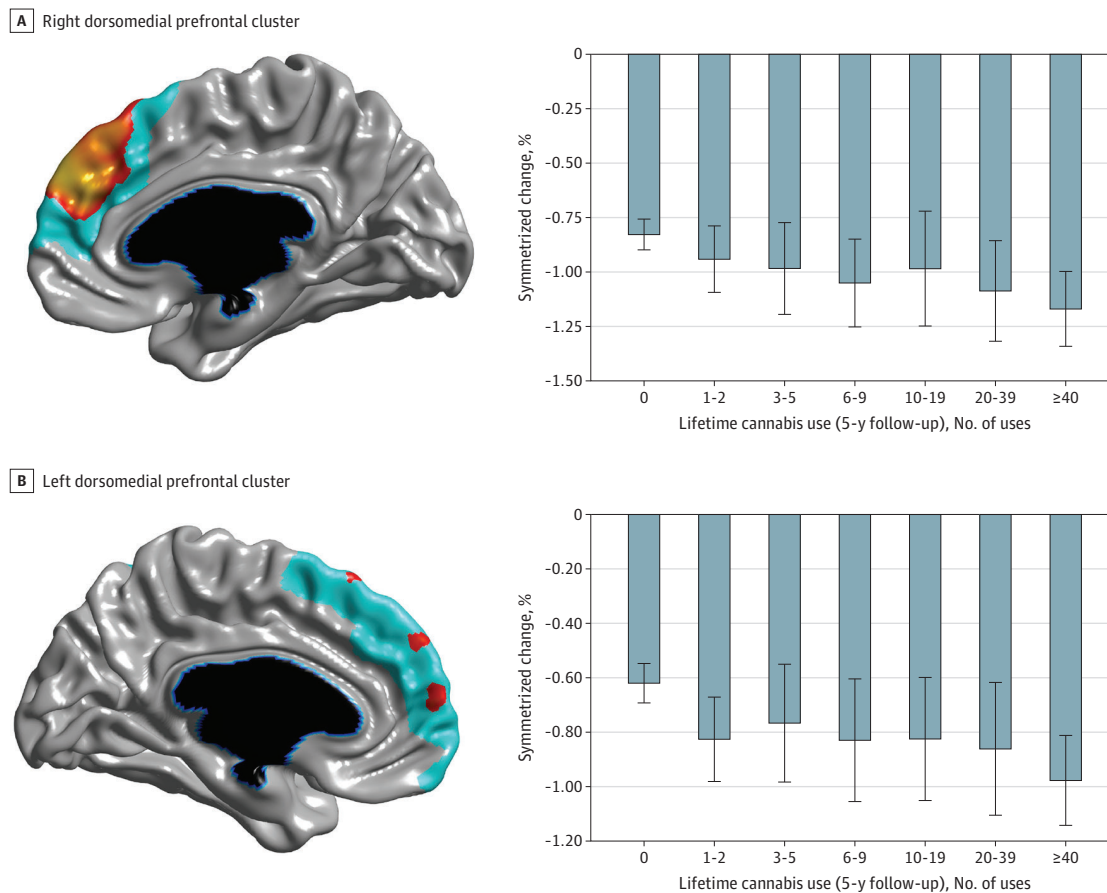 A Right dorsomedial prefrontal cluster
0
-0.25
-0.50
-0.75
-1.00
-1.25
-1.50
Symmetrized change, %
0 1-2 3-5 6-9 10-19 20-39 ≥40
Lifetime cannabis use (5-y follow-up), No. of uses
B Left dorsomedial prefrontal cluster
0
-0.20
-0.40
-0.60
-0.80
-1.00
-1.20
Symmetrized change, %
0 1-2 3-5 6-9 10-19 20-39 ≥40
Lifetime cannabis use (5-y follow-up), No. of uses